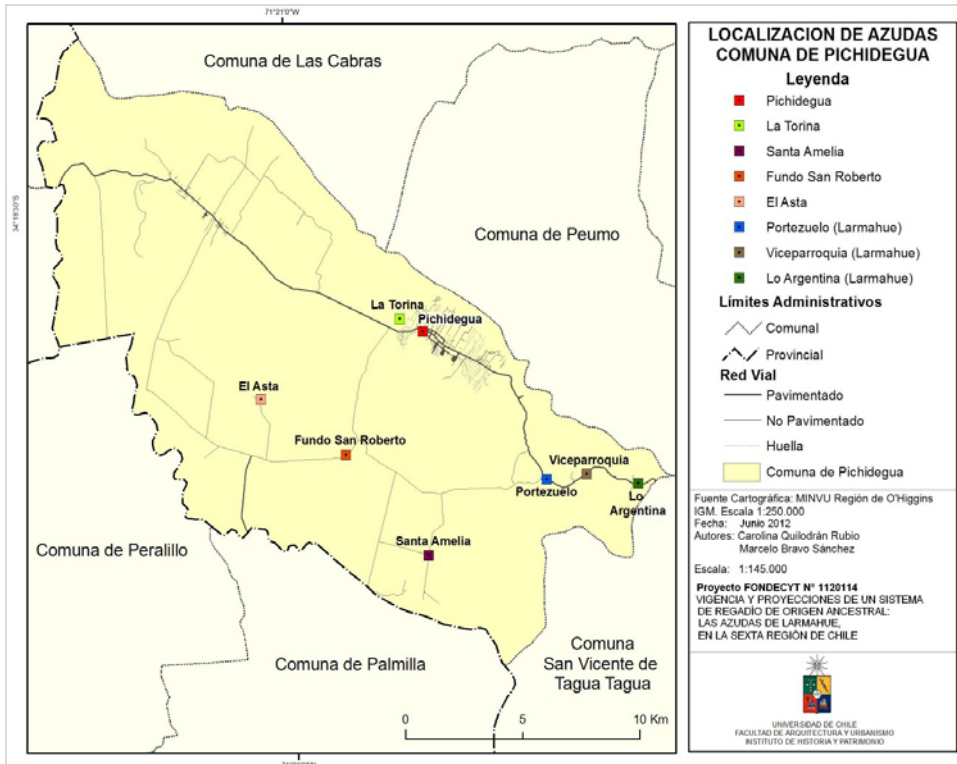 71°21'0"W
34°18'30"S
Comuna de Las Cabras
Comuna de Peumo
La Torina
Pichidegua
El Asta
Fundo San Roberto
Viceparroquia
Portezuelo
Lo
Argentina
Santa Amelia
Comuna de Peralillo
Comuna de Palmilla
Comuna
San Vicente de
Tagua Tagua
0 5 10 Km
LOCALIZACION DE AZUDAS
COMUNA DE PICHIDEGUA
Leyenda
Pichidegua
La Torina
Santa Amelia
Fundo San Roberto
El Asta
Portezuelo (Larmahue)
Viceparroquia (Larmahue)
Lo Argentina (Larmahue)
Límites Administrativos
Comunal
Provincial
Red Vial
Pavimentado
No Pavimentado
Huella
Comuna de Pichidegua
Fuente Cartográfica: MINVU Región de O'Higgins
IGM. Escala 1:250.000
Fecha: Junio 2012
Autores: Carolina Quilodrán Rubio
Marcelo Bravo Sánchez
Escala: 1:145.000
Proyecto FONDECYT N° 1120114
VIGENCIA Y PROYECCIONES DE UN SISTEMA
DE REGADÍO DE ORIGEN ANCESTRAL:
LAS AZUDAS DE LARMAHUE,
EN LA SEXTA REGIÓN DE CHILE
UNIVERSIDAD DE CHILE
FACULTAD DE ARQUITECTURA Y URBANISMO
INSTITUTO DE HISTORIA Y PATRIMONIO